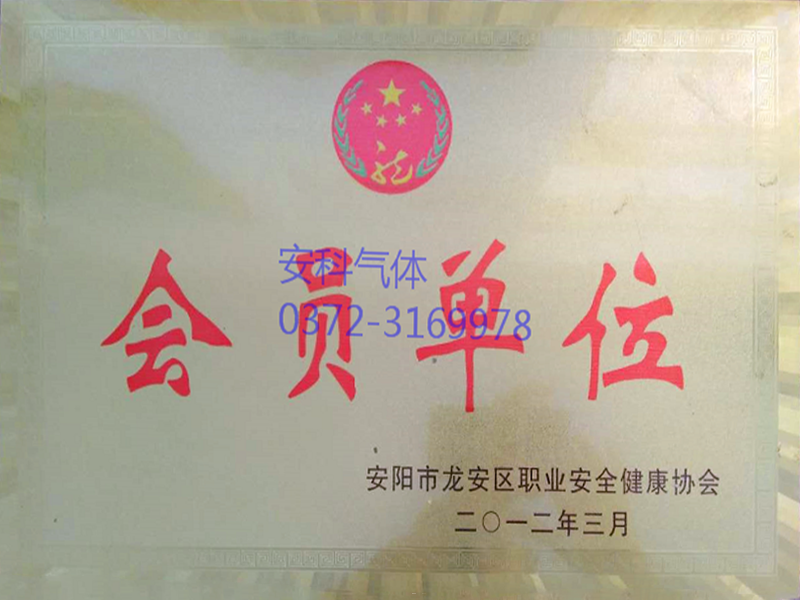 龙
安科气体
0372-3169978
会员单位
安阳市龙安区职业安全健康协会
二〇一二年三月